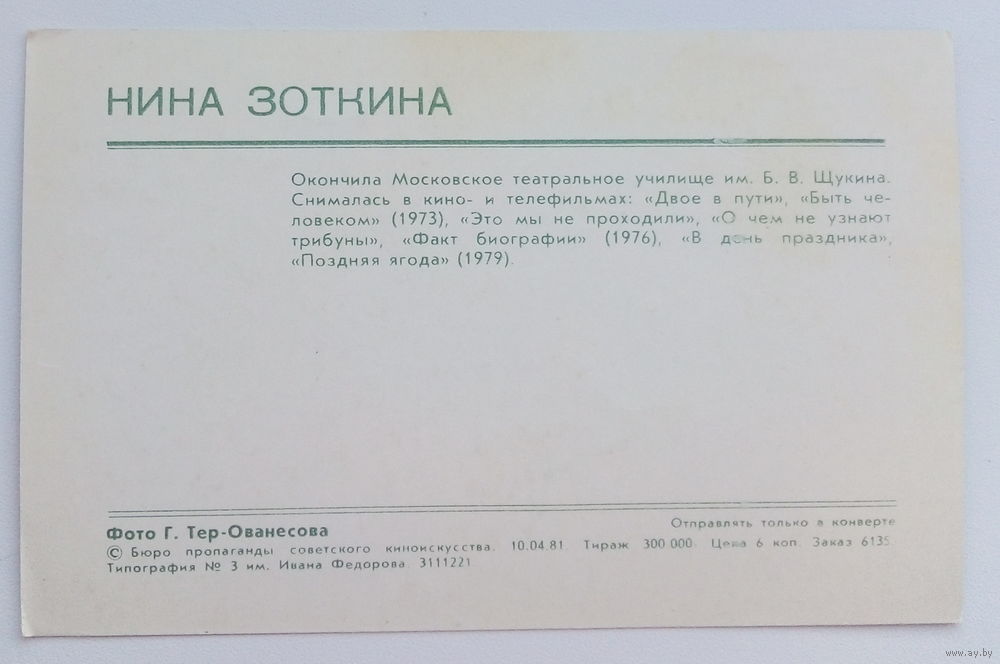 НИНА ЗОТКИНА
Окончила Московское театральное училище им. Б. В. Щукина.
Снималась в кино- и телефильмах: «Двое в пути», «Быть че-
ловеком» (1973), «Это мы не проходили», «О чем не узнают
трибуны», «Факт биографии» (1976), «В день праздника»,
«Поздняя ягода» (1979).
Отправлять только в конверте
Фото Г. Тер-Ованесова
© Бюро пропаганды советского киноискусства. 10.04.81. Тираж 300 000. Цена 6 коп. Заказ 6135.
Типография № 3 им. Ивана Федорова. 3111221.
www.ay.by